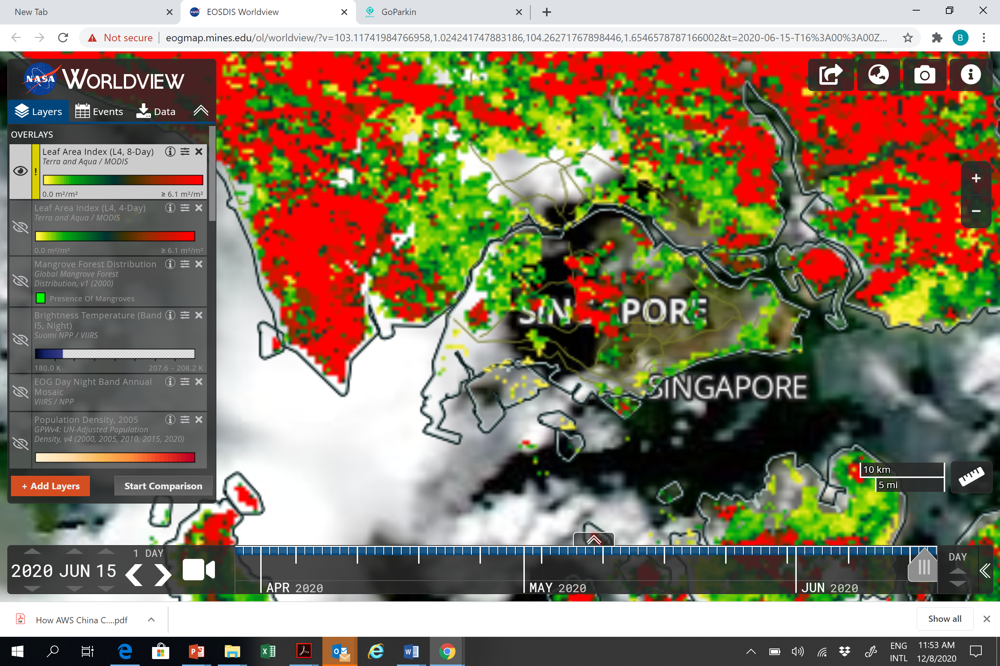 New Tab
EOSDIS Worldview
GoParkin
Not secure
eogmap.mines.edu/ol/worldview/?v=103.11741984766958,1.024241747883186,104.26271767898446,1.6546578787166002&t=2020-06-15-T16%3A00%3A00Z...
B
NASA WORLDVIEW
Layers
Events
Data
OVERLAYS
!
Leaf Area Index (L4, 8-Day)
Terra and Aqua / MODIS
0.0 m²/m²
≥ 6.1 m²/m²
Leaf Area Index (L4, 4-Day)
Terra and Aqua / MODIS
0.0 m²/m²
≥ 6.1 m²/m²
Mangrove Forest Distribution
Global Mangrove Forest
Distribution, v1 (2000)
Presence Of Mangroves
Brightness Temperature (Band
I5, Night)
Suomi NPP / VIIRS
180.0 K
207.6 – 208.2 K
EOG Day Night Band Annual
Mosaic
VIIRS / NPP
Population Density, 2005
GPWv4: UN-Adjusted Population
Density, v4 (2000, 2005, 2010, 2015, 2020)
+ Add Layers
Start Comparison
SINGAPORE
SINGAPORE
10 km
5 mi
1 DAY
2020 JUN 15
APR 2020
MAY 2020
JUN 2020
DAY
How AWS China C....pdf
Show all
ENG
INTL
11:53 AM
12/8/2020